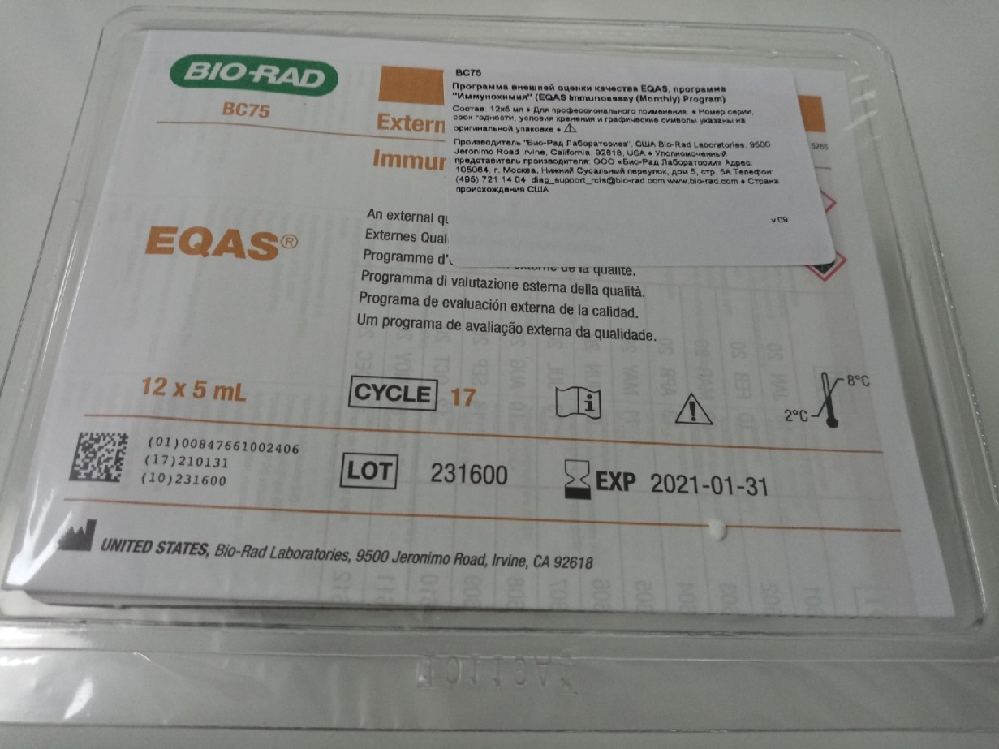 BIO-RAD
BC75
Extern
Immun
EQAS®
An external qu
Externes Qual
Programme d'
de la qualité.
Programma di valutazione esterna della qualità.
Programa de evaluación externa de la calidad.
Um programa de avaliação externa da qualidade.
BC75
Программа внешней оценки качества EQAS, программа
"Иммунохимия" (EQAS Immunoassay (Monthly) Program)
Состав: 12x5 мл ♦ Для профессионального применения. ♦ Номер серии,
срок годности, условия хранения и графические символы указаны на
оригинальной упаковке ♦ ⚠
Производитель "Био-Рад Лабораториез", США Bio-Rad Laboratories, 9500
Jeronimo Road Irvine, California, 92618, USA ♦ Уполномоченный
представитель производителя: ООО «Био-Рад Лаборатории» Адрес:
105064, г. Москва, Нижний Сусальный переулок, дом 5, стр. 5А Телефон:
(495) 721 14 04 diag_support_rcis@bio-rad.com www.bio-rad.com ♦ Страна
происхождения США
v.09
5265
12 x 5 mL
CYCLE 17
2°C
8°C
(01)00847661002406
(17)210131
(10)231600
LOT 231600
EXP 2021-01-31
UNITED STATES, Bio-Rad Laboratories, 9500 Jeronimo Road, Irvine, CA 92618